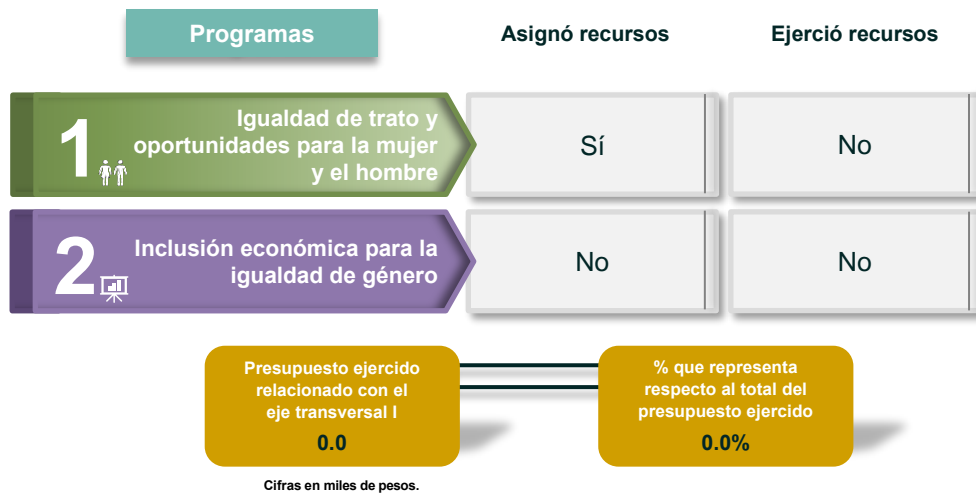 Programas
Asignó recursos
Ejerció recursos
1
Igualdad de trato y
oportunidades para la mujer
y el hombre
Sí
No
2
Inclusión económica para la
igualdad de género
No
No
Presupuesto ejercido
relacionado con el
eje transversal I
0.0
% que representa
respecto al total del
presupuesto ejercido
0.0%
Cifras en miles de pesos.